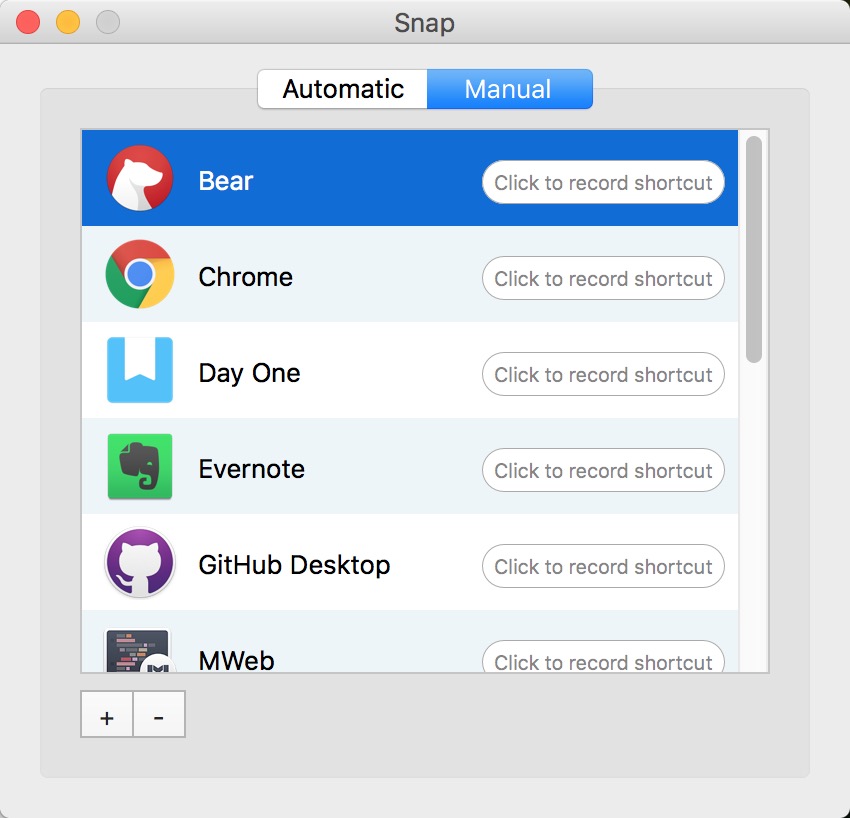 Snap
Automatic Manual
Bear Click to record shortcut
Chrome Click to record shortcut
Day One Click to record shortcut
Evernote Click to record shortcut
GitHub Desktop Click to record shortcut
MWeb Click to record shortcut
+ -